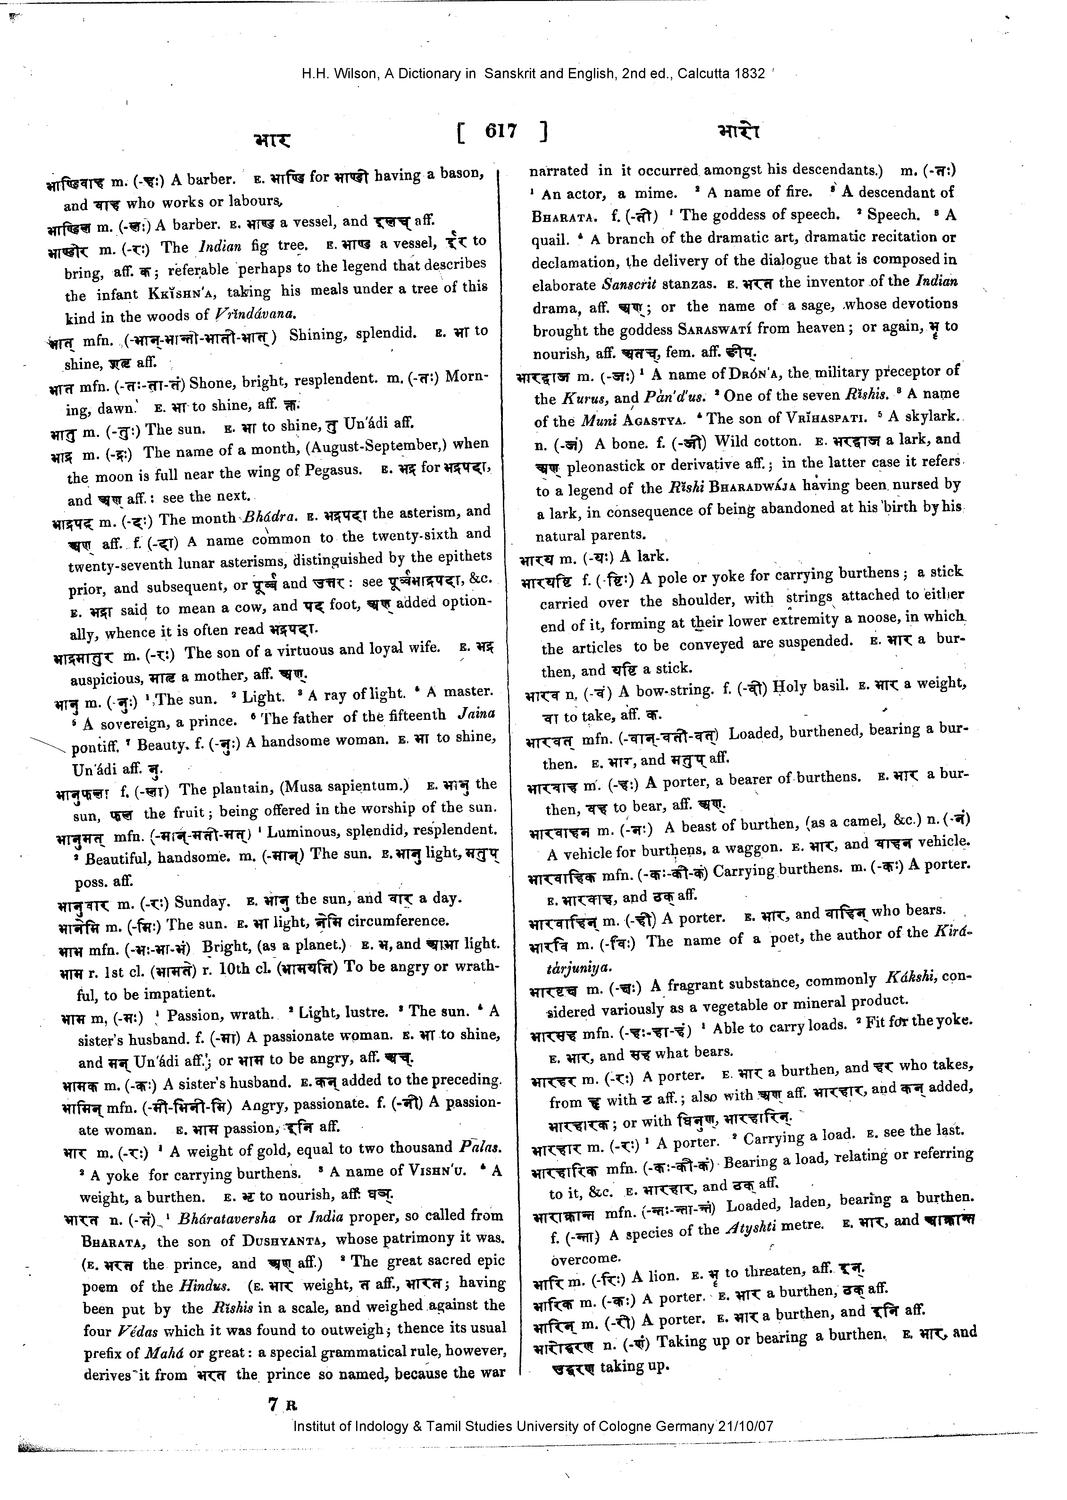 H.H. Wilson, A Dictionary in Sanskrit and English, 2nd ed., Calcutta 1832
भार
[ 617 ]
भारो
भाण्डिवाह m. (-हः) A barber. E. भाण्डि for भाण्डी having a bason,
and वाह who works or labours.
भाण्डिल m. (-लः) A barber. E. भाण्ड a vessel, and इलच् aff.
भाण्डीर m. (-रः) The Indian fig tree. E. भाण्ड a vessel, ईर to
bring, aff. क; referable perhaps to the legend that describes
the infant KRĬSHN'A, taking his meals under a tree of this
kind in the woods of Vrĭndávana.
भात् mfn. (-भान्-भान्ती-भाती-भात्) Shining, splendid. E. भा to
shine, शतृ aff.
भात mfn. (-तः-ता-तं) Shone, bright, resplendent. m. (-तः) Morn-
ing, dawn. E. भा to shine, aff. क्त.
भातु m. (-तुः) The sun. E. भा to shine, तु Un'ádi aff.
भाद्र m. (-द्रः) The name of a month, (August-September,) when
the moon is full near the wing of Pegasus. E. भद्र for भद्रपदा,
and अण् aff.: see the next.
भाद्रपद m. (-दः) The month Bhádra. E. भद्रपदा the asterism, and
अण् aff. f. (-दा) A name common to the twenty-sixth and
twenty-seventh lunar asterisms, distinguished by the epithets
prior, and subsequent, or पूर्व्व and उत्तर: see पूर्व्वभाद्रपदा, &c.
E. भद्रा said to mean a cow, and पद foot, अण् added option-
ally, whence it is often read भद्रपदा.
भाद्रमातुर m. (-रः) The son of a virtuous and loyal wife. E. भद्र
auspicious, मातृ a mother, aff. अण्.
भानु m. (-नुः) ¹ The sun. ² Light. ³ A ray of light. ⁴ A master.
⁵ A sovereign, a prince. ⁶ The father of the fifteenth Jaina
pontiff. ⁷ Beauty. f. (-नुः) A handsome woman. E. भा to shine,
Un'ádi aff. नु.
भानुफला f. (-ला) The plantain, (Musa sapientum.) E. भानु the
sun, फल the fruit; being offered in the worship of the sun.
भानुमत् mfn. (-मान्-मती-मत्) ¹ Luminous, splendid, resplendent.
² Beautiful, handsome. m. (-मान्) The sun. E. भानु light, मतुप्
poss. aff.
भानुवार m. (-रः) Sunday. E. भानु the sun, and वार a day.
भानेमि m. (-मिः) The sun. E. भा light, नेमि circumference.
भाम mfn. (-भः-भा-भं) Bright, (as a planet.) E. भ, and आभा light.
भाम r. 1st cl. (भामते) r. 10th cl. (भामयति) To be angry or wrath-
ful, to be impatient.
भाम m, (-मः) ¹ Passion, wrath. ² Light, lustre. ³ The sun. ⁴ A
sister's husband. f. (-मा) A passionate woman. E. भा to shine,
and मन् Un'ádi aff.; or भाम to be angry, aff. अच्.
भामक m. (-कः) A sister's husband. E. कन् added to the preceding.
भामिन् mfn. (-मी-मिनी-मि) Angry, passionate. f. (-नी) A passion-
ate woman. E. भाम passion, इनि aff.
भार m. (-रः) ¹ A weight of gold, equal to two thousand Palas.
² A yoke for carrying burthens. ³ A name of VISHN'U. ⁴ A
weight, a burthen. E. भृ to nourish, aff. घञ्.
भारत n. (-तं) ¹ Bhárataversha or India proper, so called from
BHARATA, the son of DUSHYANTA, whose patrimony it was.
(E. भरत the prince, and अण् aff.) ² The great sacred epic
poem of the Hindus. (E. भार weight, त aff., भारत; having
been put by the Rĭshis in a scale, and weighed against the
four Védas which it was found to outweigh; thence its usual
prefix of Mahá or great: a special grammatical rule, however,
derives it from भरत the prince so named, because the war
7 R
narrated in it occurred amongst his descendants.) m. (-तः)
¹ An actor, a mime. ² A name of fire. ³ A descendant of
BHARATA. f. (-ती) ¹ The goddess of speech. ² Speech. ³ A
quail. ⁴ A branch of the dramatic art, dramatic recitation or
declamation, the delivery of the dialogue that is composed in
elaborate Sanscrit stanzas. E. भरत the inventor of the Indian
drama, aff. अण्; or the name of a sage, whose devotions
brought the goddess SARASWATÍ from heaven; or again, भृ to
nourish, aff. अतच्, fem. aff. ङीप्.
भारद्वाज m. (-जः) ¹ A name of DRÓN'A, the military preceptor of
the Kurus, and Pàn'd'us. ² One of the seven Rĭshis. ³ A name
of the Muni AGASTYA. ⁴ The son of VRĬHASPATI. ⁵ A skylark.
n. (-जं) A bone. f. (-जी) Wild cotton. E. भरद्वाज a lark, and
अण् pleonastick or derivative aff.; in the latter case it refers
to a legend of the Rĭshi BHARADWÁJA having been nursed by
a lark, in consequence of being abandoned at his birth by his
natural parents.
भारय m. (-यः) A lark.
भारयष्टि f. (-ष्टिः) A pole or yoke for carrying burthens; a stick
carried over the shoulder, with strings attached to either
end of it, forming at their lower extremity a noose, in which
the articles to be conveyed are suspended. E. भार a bur-
then, and यष्टि a stick.
भारव n. (-वं) A bow-string. f. (-वी) Holy basil. E. भार a weight,
वा to take, aff. क.
भारवत् mfn. (-वान्-वती-वत्) Loaded, burthened, bearing a bur-
then. E. भार, and मतुप् aff.
भारवाह m. (-हः) A porter, a bearer of burthens. E. भार a bur-
then, वह to bear, aff. अण्.
भारवाहन m. (-नः) A beast of burthen, (as a camel, &c.) n. (-नं)
A vehicle for burthens, a waggon. E. भार, and वाहन vehicle.
भारवाहिक mfn. (-कः-की-कं) Carrying burthens. m. (-कः) A porter.
E. भारवाह, and ठक् aff.
भारवाहिन् m. (-ही) A porter. E. भार, and वाहिन् who bears.
भारवि m. (-विः) The name of a poet, the author of the Kirá-
tárjuniya.
भारवृक्ष m. (-क्षः) A fragrant substance, commonly Kákshi, con-
sidered variously as a vegetable or mineral product.
भारसह mfn. (-हः-हा-हं) ¹ Able to carry loads. ² Fit for the yoke.
E. भार, and सह what bears.
भारहर m. (-रः) A porter. E. भार a burthen, and हर who takes,
from हृ with ट aff.; also with अण् aff. भारहार, and कन् added,
भारहारक; or with घिनुण्, भारहारिन्.
भारहार m. (-रः) ¹ A porter. ² Carrying a load. E. see the last.
भारहारिक mfn. (-कः-की-कं) Bearing a load, relating or referring
to it, &c. E. भारहार, and ठक् aff.
भाराक्रान्त mfn. (-न्तः-न्ता-न्तं) Loaded, laden, bearing a burthen.
f. (-न्ता) A species of the Atyshti metre. E. भार, and आक्रान्त
overcome.
भारि m. (-रिः) A lion. E. भृ to threaten, aff. इन्.
भारिक m. (-कः) A porter. E. भार a burthen, ठक् aff.
भारिन् m. (-री) A porter. E. भार a burthen, and इनि aff.
भारोद्वहण n. (-णं) Taking up or bearing a burthen. E. भार, and
उद्वहण taking up.
Institut of Indology & Tamil Studies University of Cologne Germany 21/10/07